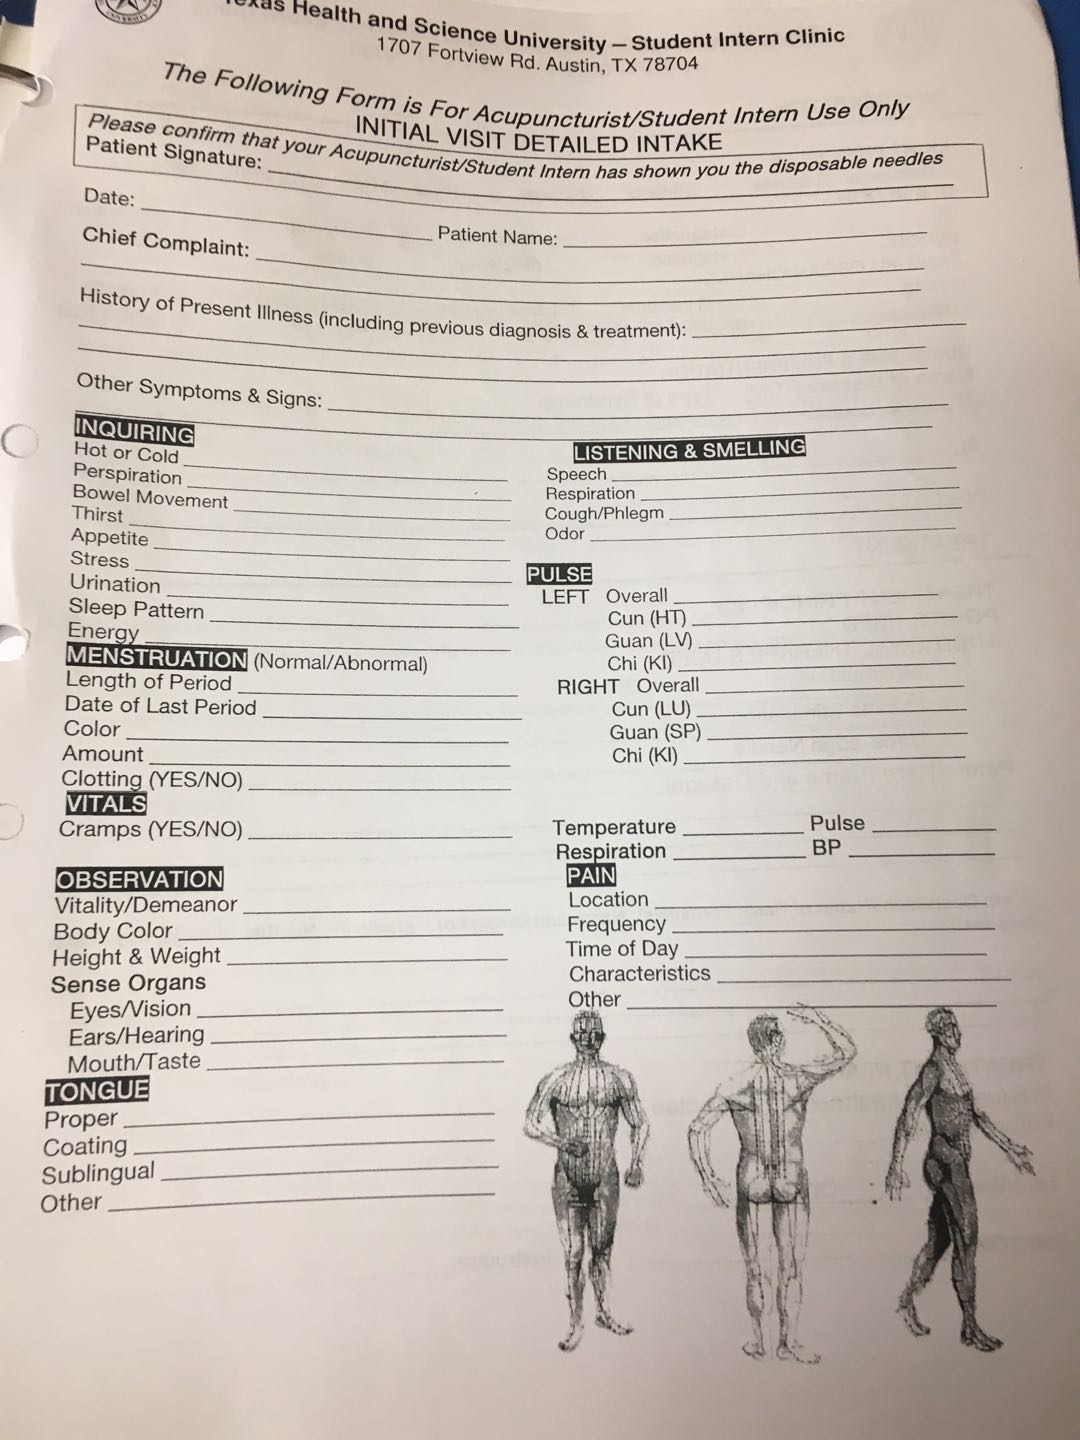 Texas Health and Science University – Student Intern Clinic
1707 Fortview Rd. Austin, TX 78704
The Following Form is For Acupuncturist/Student Intern Use Only
INITIAL VISIT DETAILED INTAKE
Please confirm that your Acupuncturist/Student Intern has shown you the disposable needles
Patient Signature:
Date: Patient Name:
Chief Complaint:
History of Present Illness (including previous diagnosis & treatment):
Other Symptoms & Signs:
INQUIRING
Hot or Cold
Perspiration
Bowel Movement
Thirst
Appetite
Stress
Urination
Sleep Pattern
Energy
MENSTRUATION (Normal/Abnormal)
Length of Period
Date of Last Period
Color
Amount
Clotting (YES/NO)
VITALS
Cramps (YES/NO)
LISTENING & SMELLING
Speech
Respiration
Cough/Phlegm
Odor
PULSE
LEFT Overall
Cun (HT)
Guan (LV)
Chi (KI)
RIGHT Overall
Cun (LU)
Guan (SP)
Chi (KI)
Temperature Pulse
Respiration BP
OBSERVATION
Vitality/Demeanor
Body Color
Height & Weight
Sense Organs
Eyes/Vision
Ears/Hearing
Mouth/Taste
TONGUE
Proper
Coating
Sublingual
Other
PAIN
Location
Frequency
Time of Day
Characteristics
Other